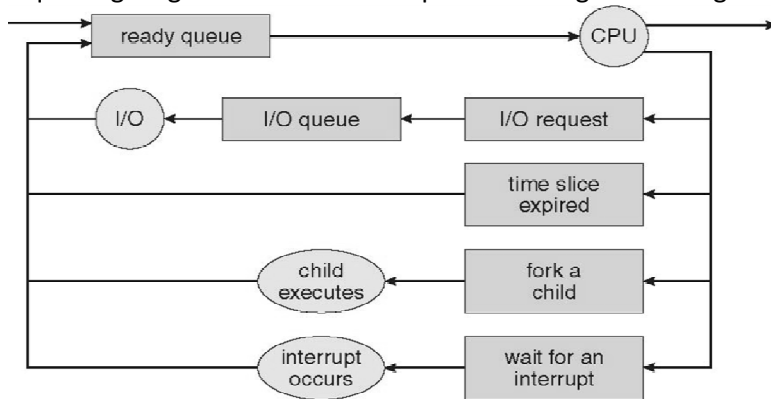 ready queue
CPU
I/O
I/O queue
I/O request
time slice
expired
child
executes
fork a
child
interrupt
occurs
wait for an
interrupt